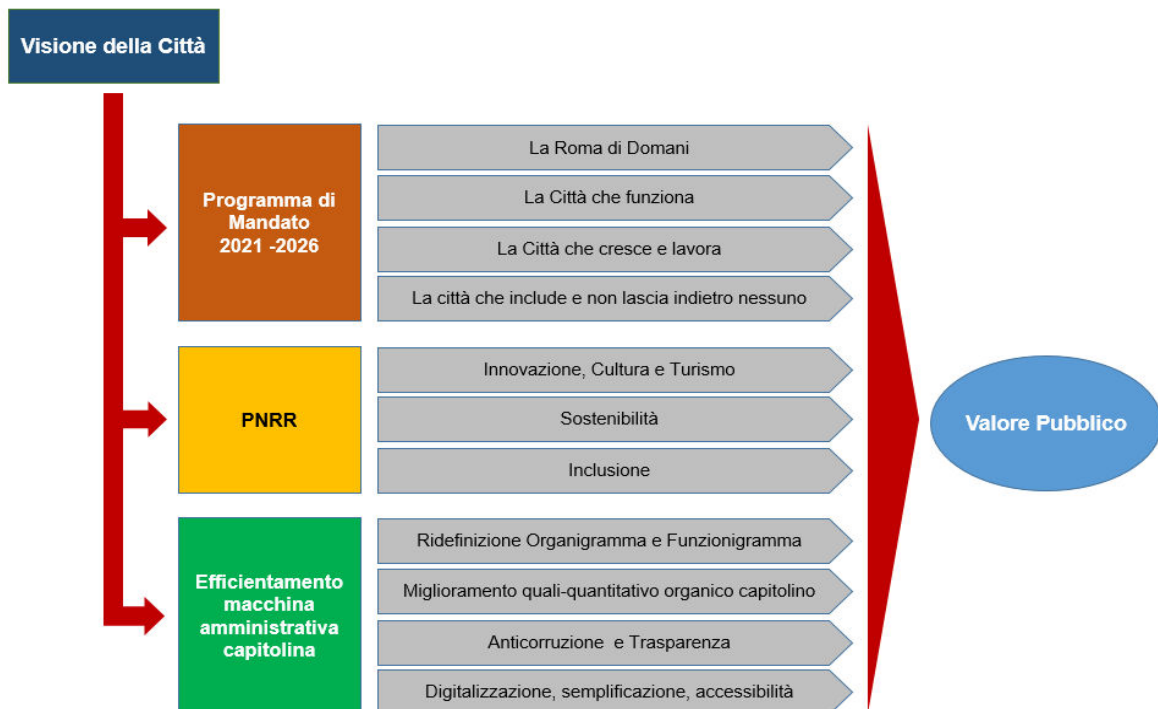 Visione della Città
Programma di
Mandato
2021 -2026
La Roma di Domani
La Città che funziona
La Città che cresce e lavora
La città che include e non lascia indietro nessuno
PNRR
Innovazione, Cultura e Turismo
Sostenibilità
Inclusione
Efficientamento
macchina
amministrativa
capitolina
Ridefinizione Organigramma e Funzionigramma
Miglioramento quali-quantitativo organico capitolino
Anticorruzione e Trasparenza
Digitalizzazione, semplificazione, accessibilità
Valore Pubblico